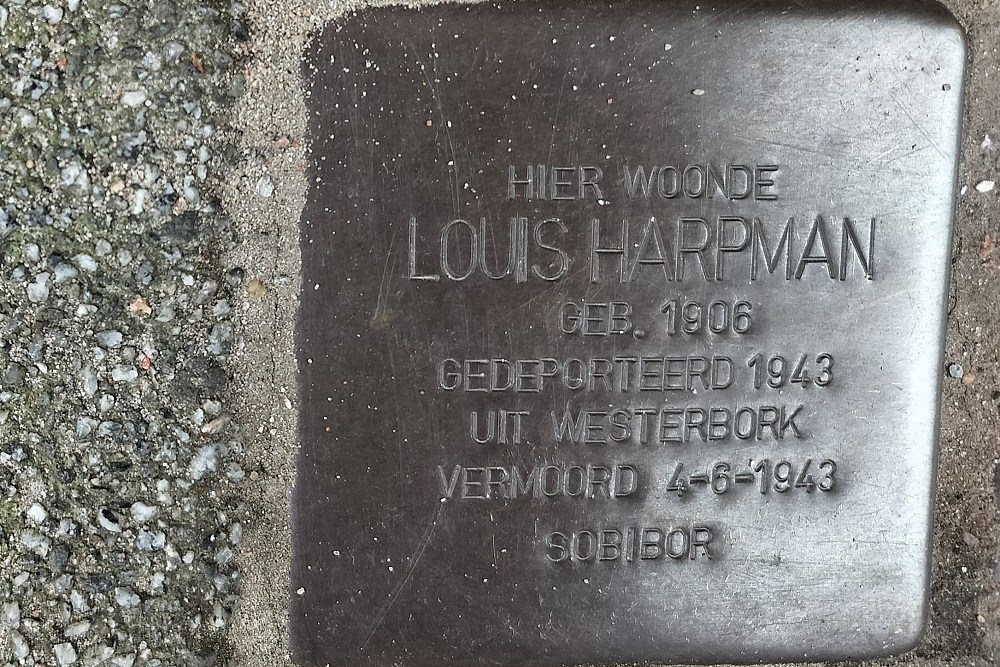 HIER WOONDE
LOUIS HARPMAN
GEB. 1906
GEDEPORTEERD 1943
UIT WESTERBORK
VERMOORD 4-6-1943
SOBIBOR